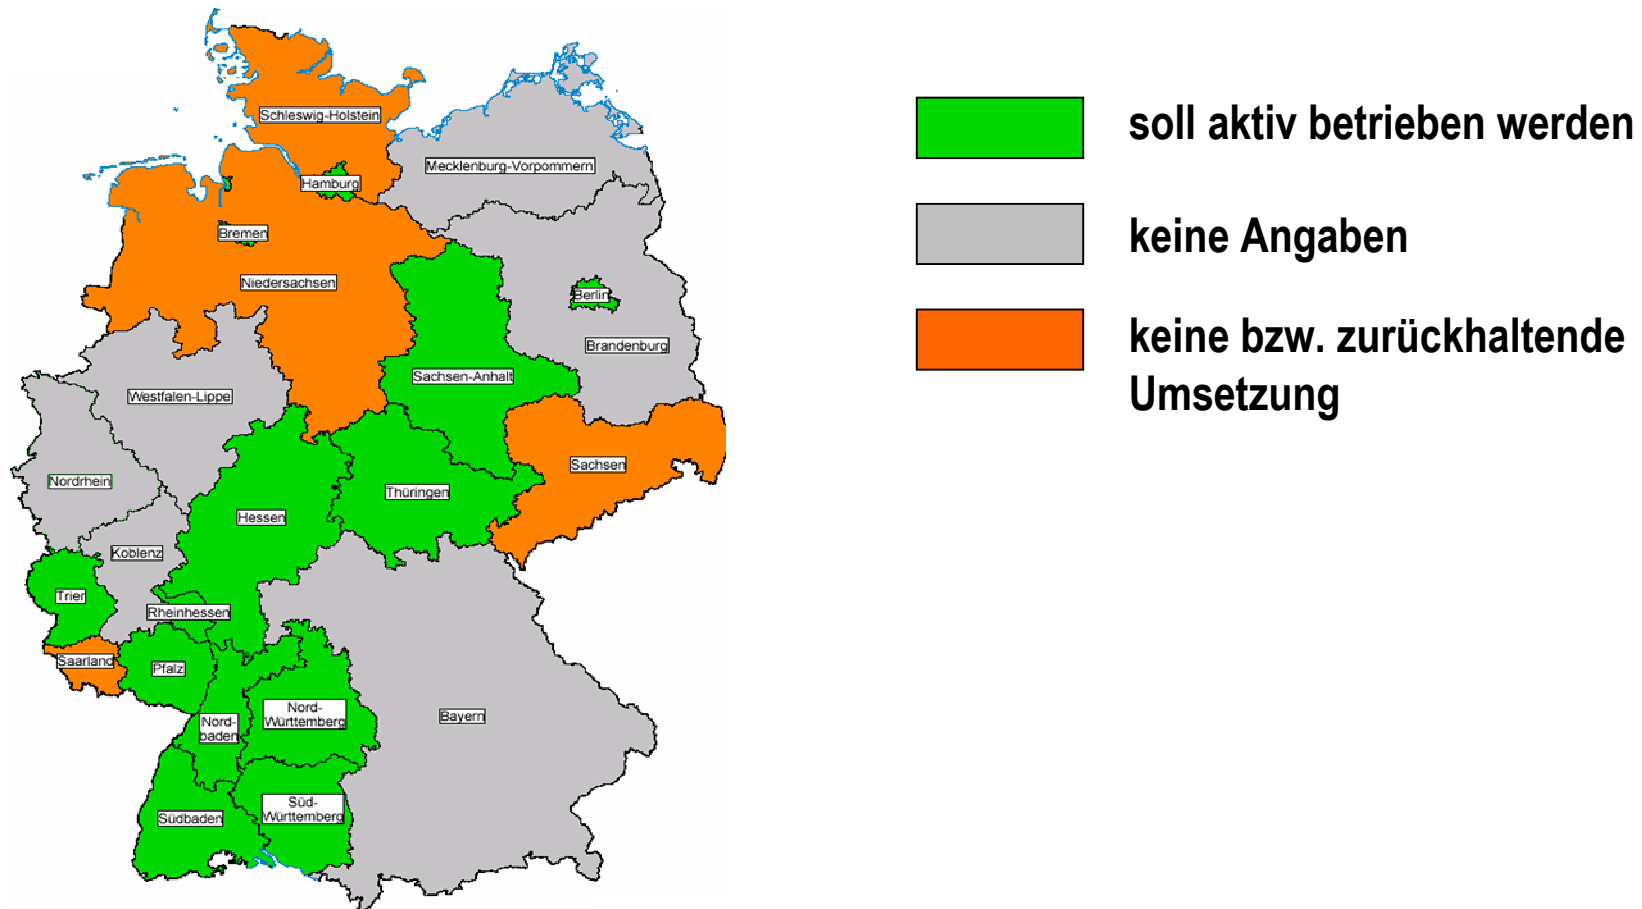 Schleswig-Holstein
Mecklenburg-Vorpommern
Hamburg
Bremen
Niedersachsen
Berlin
Brandenburg
Sachsen-Anhalt
Westfalen-Lippe
Sachsen
Nordrhein
Thüringen
Hessen
Koblenz
Trier
Rheinhessen
Saarland
Pfalz
Nord-
Württemberg
Bayern
Nord-
baden
Süd-
Württemberg
Südbaden
soll aktiv betrieben werden
keine Angaben
keine bzw. zurückhaltende
Umsetzung